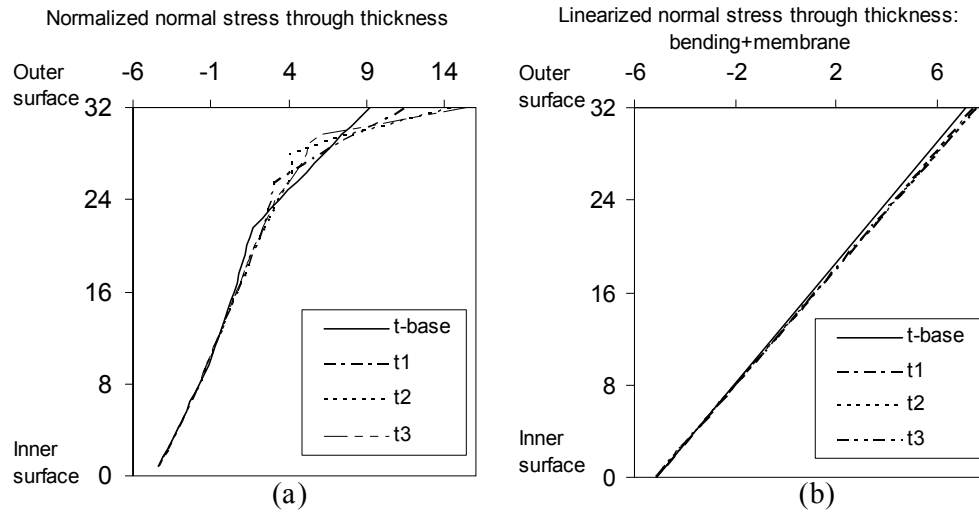 Normalized normal stress through thickness
Outer
surface
-6 -1 4 9 14
32
24
16
8
0
Inner
surface
t-base
t1
t2
t3
(a)
Linearized normal stress through thickness:
bending+membrane
Outer
surface
-6 -2 2 6
32
24
16
8
0
Inner
surface
t-base
t1
t2
t3
(b)